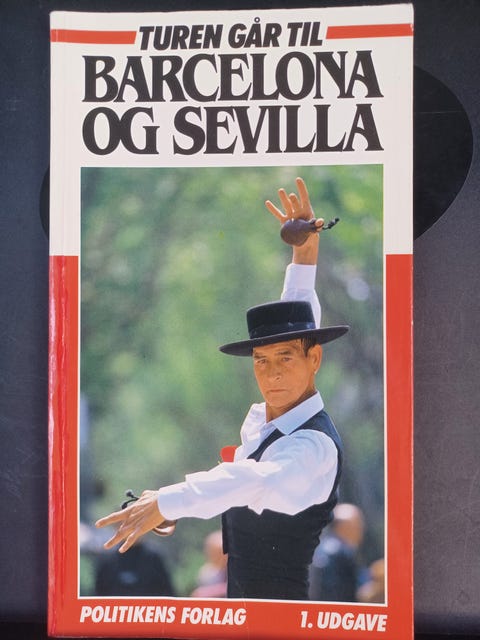 TUREN GÅR TIL
BARCELONA
OG SEVILLA
POLITIKENS FORLAG 1. UDGAVE